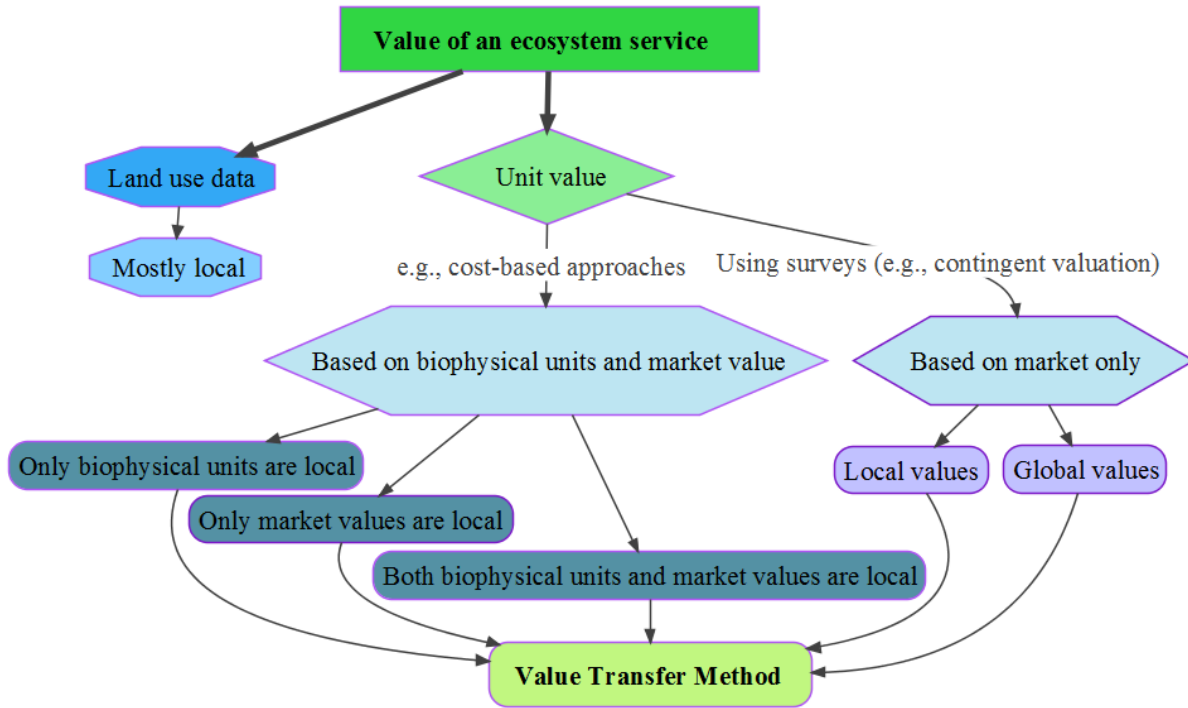 Value of an ecosystem service
Land use data
Unit value
Mostly local
e.g., cost-based approaches
Using surveys (e.g., contingent valuation)
Based on biophysical units and market value
Based on market only
Only biophysical units are local
Local values
Global values
Only market values are local
Both biophysical units and market values are local
Value Transfer Method